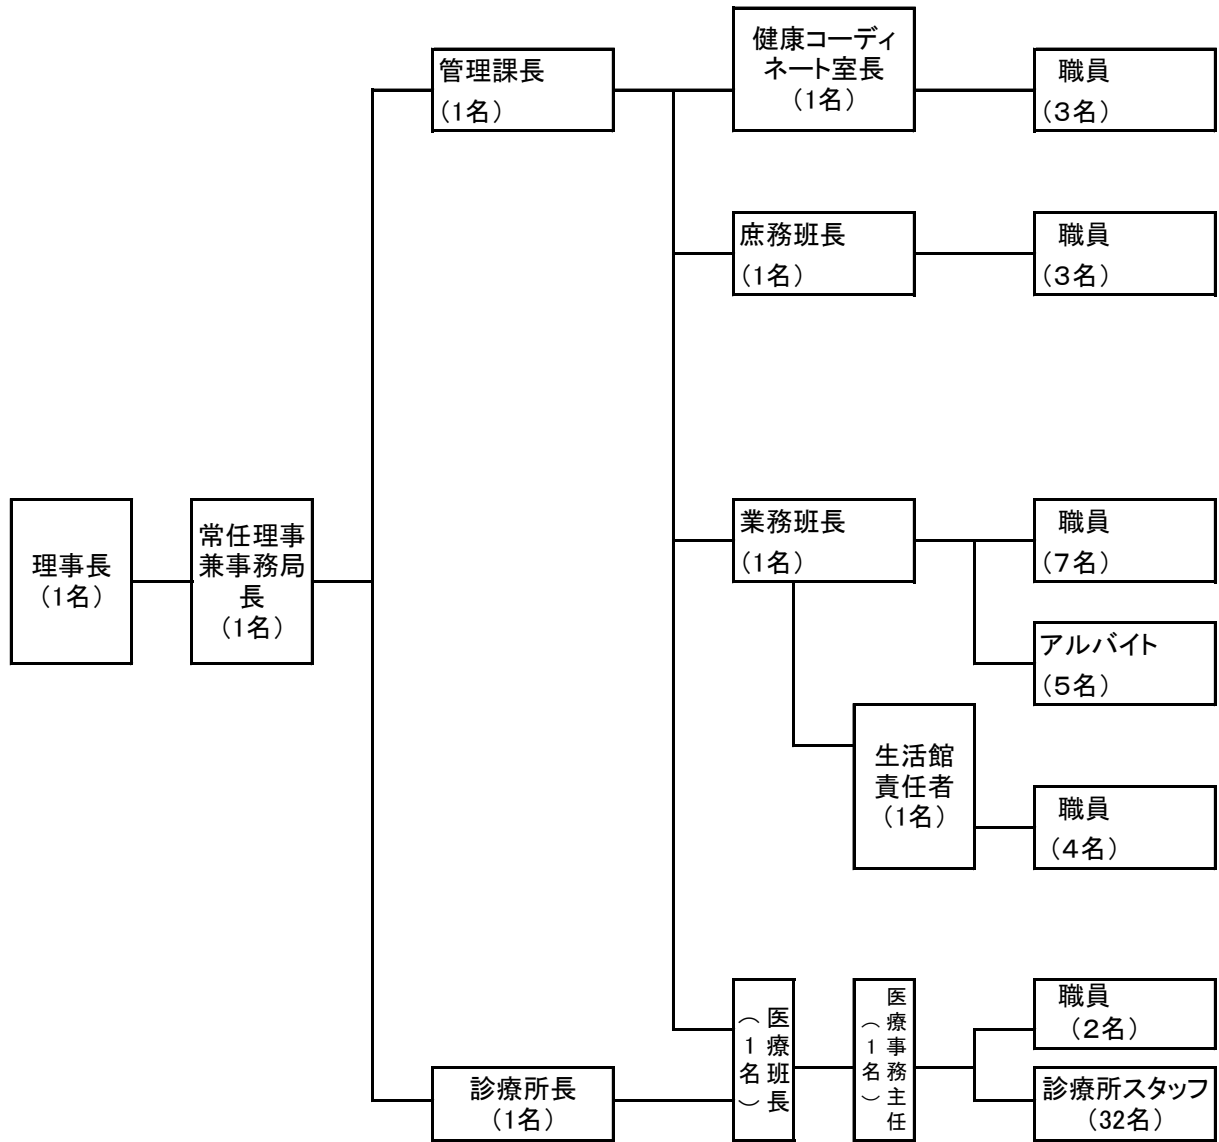 健康コーディ
ネート室長
（1名）
管理課長
（1名）
職員
（３名）
庶務班長
（1名）
職員
（３名）
理事長
（1名）
常任理事
兼事務局
長
（1名）
業務班長
（1名）
職員
（７名）
アルバイト
（５名）
生活館
責任者
（1名）
職員
（４名）
医療班長
（1名）
医療事務主任
（1名）
職員
（２名）
診療所長
（1名）
診療所スタッフ
（32名）